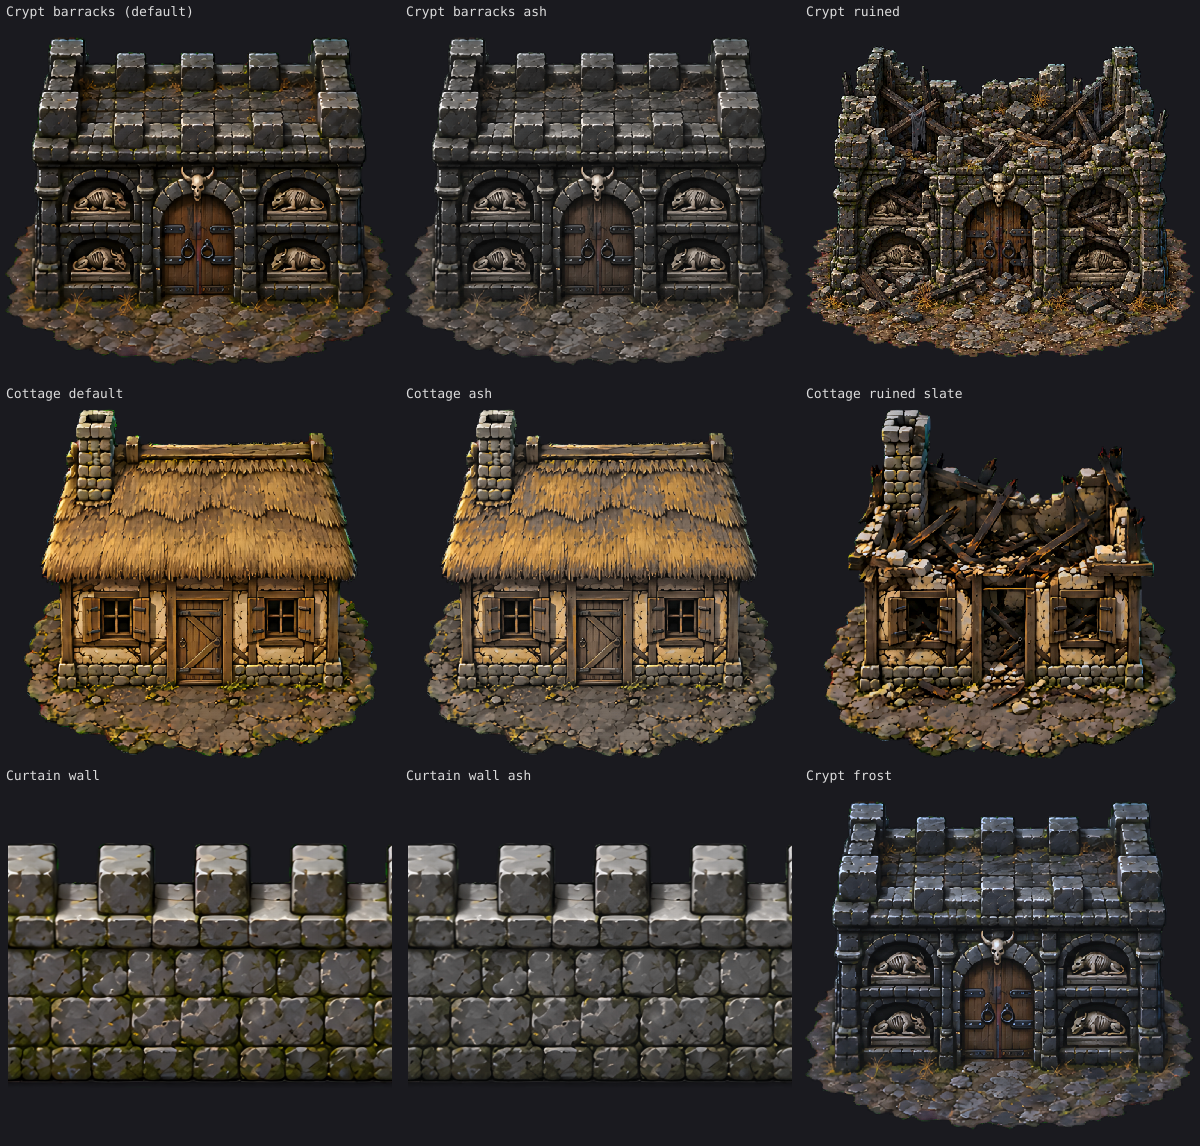 Crypt barracks (default)
Crypt barracks ash
Crypt ruined
Cottage default
Cottage ash
Cottage ruined slate
Curtain wall
Curtain wall ash
Crypt frost